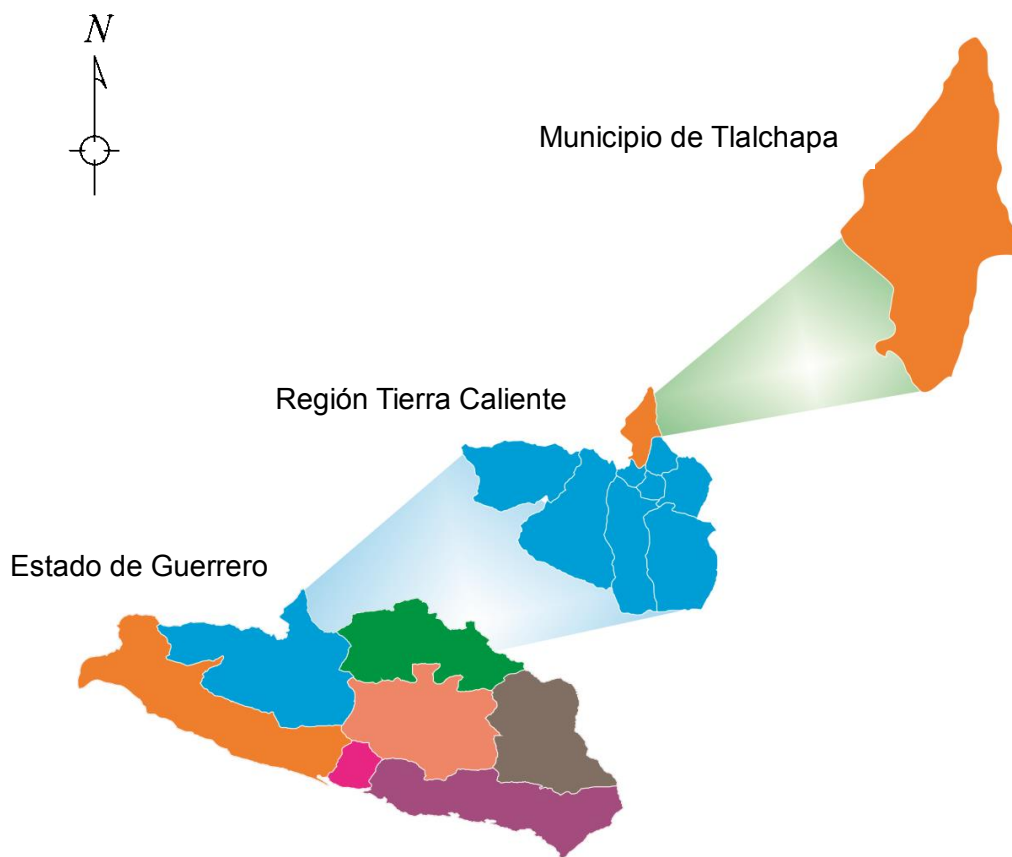 N
Municipio de Tlalchapa
Región Tierra Caliente
Estado de Guerrero